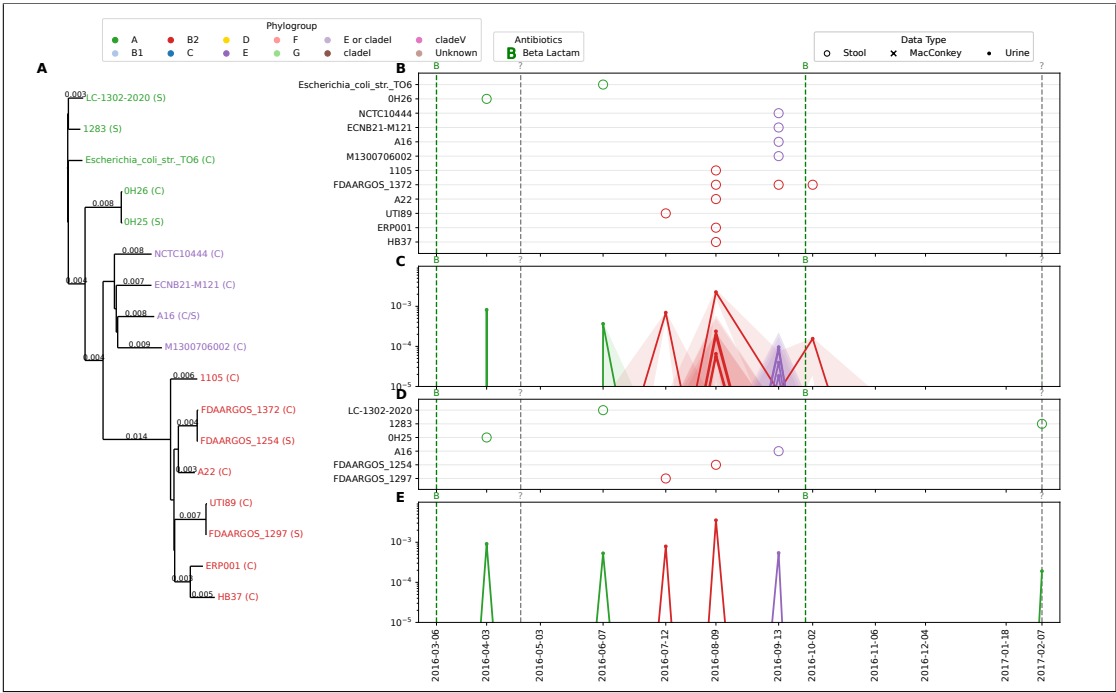 Phylogroup
A B2 D F E or cladeI cladeV
B1 C E G cladeI Unknown
Antibiotics
B Beta Lactam
Data Type
Stool MacConkey Urine
A
0.003 LC-1302-2020 (S)
1283 (S)
Escherichia_coli_str._TO6 (C)
0H26 (C)
0.008
0H25 (S)
0.008 NCTC10444 (C)
0.004 0.007 ECNB21-M121 (C)
0.008 A16 (C/S)
0.009 M1300706002 (C)
0.004
0.006 1105 (C)
FDAARGOS_1372 (C)
0.004
0.014 FDAARGOS_1254 (S)
0.003 A22 (C)
UTI89 (C)
0.007
FDAARGOS_1297 (S)
ERP001 (C)
0.003
0.005 HB37 (C)
B
B ? B ?
Escherichia_coli_str._TO6
0H26
NCTC10444
ECNB21-M121
A16
M1300706002
1105
FDAARGOS_1372
A22
UTI89
ERP001
HB37
C
B ? B ?
10⁻³
10⁻⁴
10⁻⁵
D
LC-1302-2020
1283
0H25
A16
FDAARGOS_1254
FDAARGOS_1297
E
B ? B ?
10⁻³
10⁻⁴
10⁻⁵
2016-03-06
2016-04-03
2016-05-03
2016-06-07
2016-07-12
2016-08-09
2016-09-13
2016-10-02
2016-11-06
2016-12-04
2017-01-18
2017-02-07